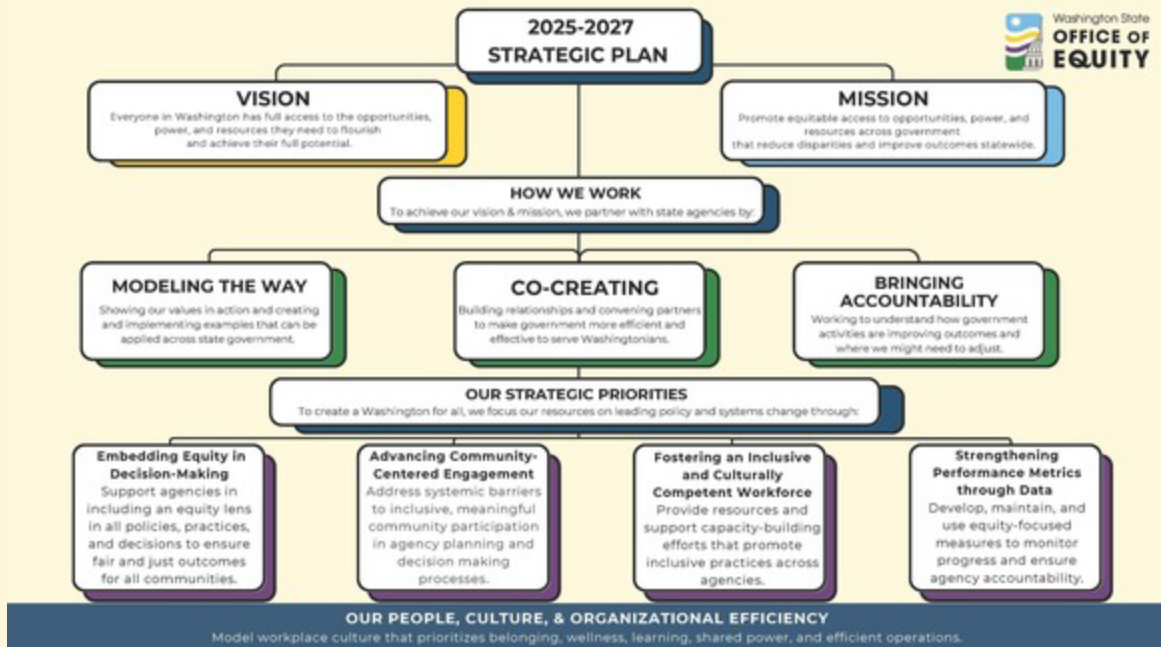 2025-2027
STRATEGIC PLAN
Washington State
OFFICE OF
EQUITY
VISION
Everyone in Washington has full access to the opportunities,
power, and resources they need to flourish
and achieve their full potential.
MISSION
Promote equitable access to opportunities, power, and
resources across government
that reduce disparities and improve outcomes statewide.
HOW WE WORK
To achieve our vision & mission, we partner with state agencies by:
MODELING THE WAY
Showing our values in action and creating
and implementing examples that can be
applied across state government.
CO-CREATING
Building relationships and convening partners
to make government more efficient and
effective to serve Washingtonians.
BRINGING
ACCOUNTABILITY
Working to understand how government
activities are improving outcomes and
where we might need to adjust.
OUR STRATEGIC PRIORITIES
To create a Washington for all, we focus our resources on leading policy and systems change through:
Embedding Equity in
Decision-Making
Support agencies in
including an equity lens
in all policies, practices,
and decisions to ensure
fair and just outcomes
for all communities.
Advancing Community-
Centered Engagement
Address systemic barriers
to inclusive, meaningful
community participation
in agency planning and
decision making
processes.
Fostering an Inclusive
and Culturally
Competent Workforce
Provide resources and
support capacity-building
efforts that promote
inclusive practices across
agencies.
Strengthening
Performance Metrics
through Data
Develop, maintain, and
use equity-focused
measures to monitor
progress and ensure
agency accountability.
OUR PEOPLE, CULTURE, & ORGANIZATIONAL EFFICIENCY
Model workplace culture that prioritizes belonging, wellness, learning, shared power, and efficient operations.